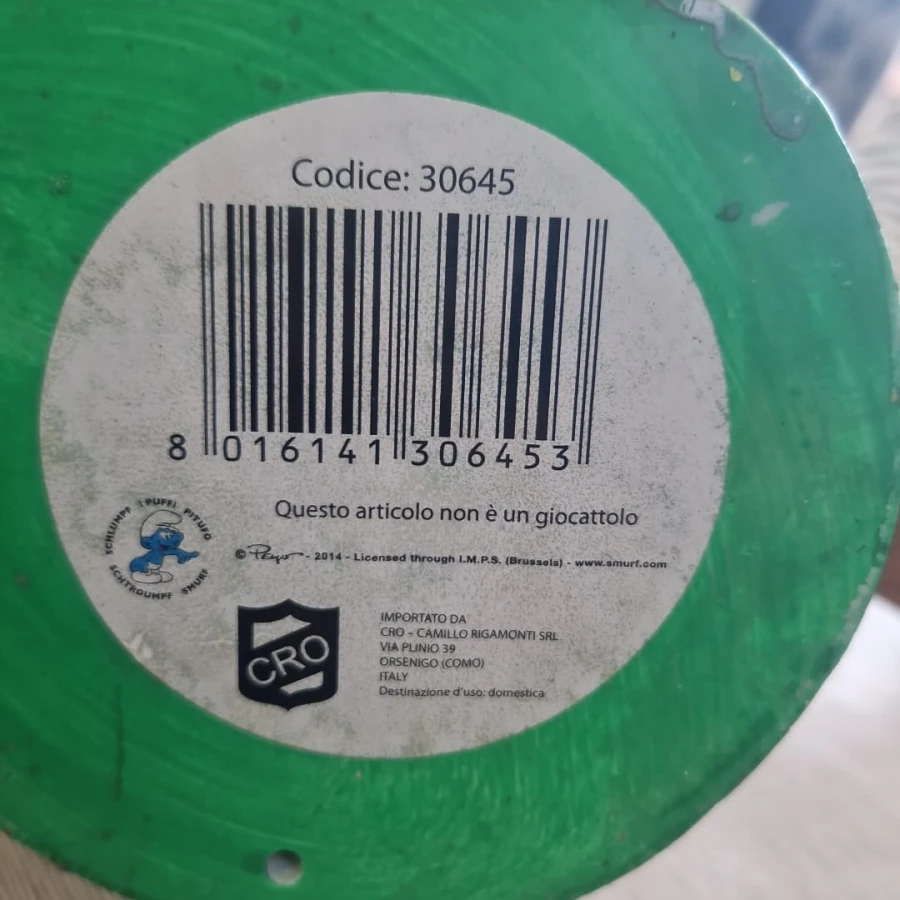 Codice: 30645
8 016141 306453
Questo articolo non è un giocattolo
I PUFFI PITUFO SMURF SCHTROUMPF SCHLUMPF
© Peyo - 2014 - Licensed through I.M.P.S. (Brussels) - www.smurf.com
CRO
IMPORTATO DA
CRO - CAMILLO RIGAMONTI SRL
VIA PLINIO 39
ORSENIGO (COMO)
ITALY
Destinazione d'uso: domestica